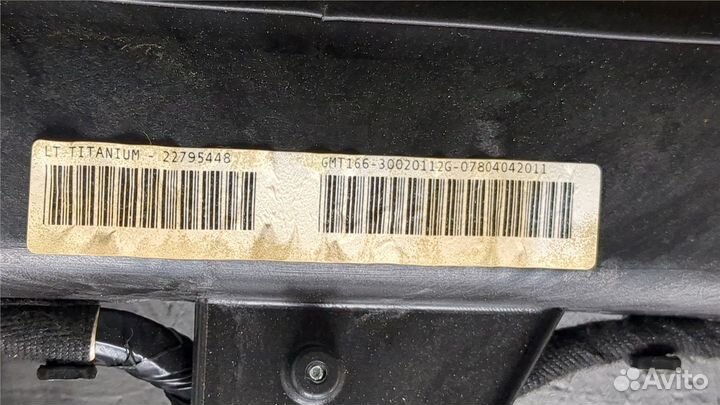 LT TITANIUM - 22795448
GMT166-30020112G-07804042011
Avito